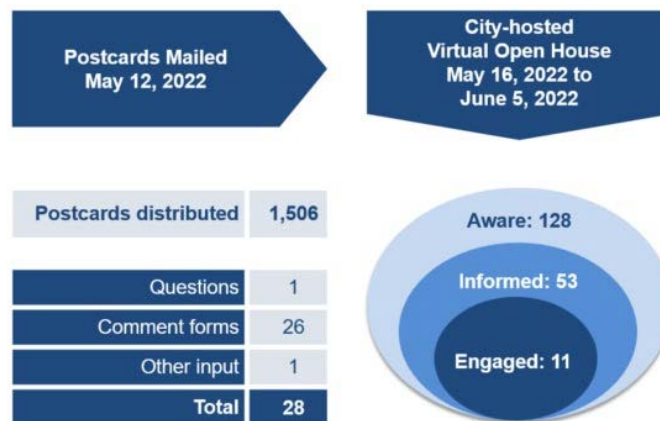 Postcards Mailed
May 12, 2022
City-hosted
Virtual Open House
May 16, 2022 to
June 5, 2022
Postcards distributed 1,506
Questions 1
Comment forms 26
Other input 1
Total 28
Aware: 128
Informed: 53
Engaged: 11